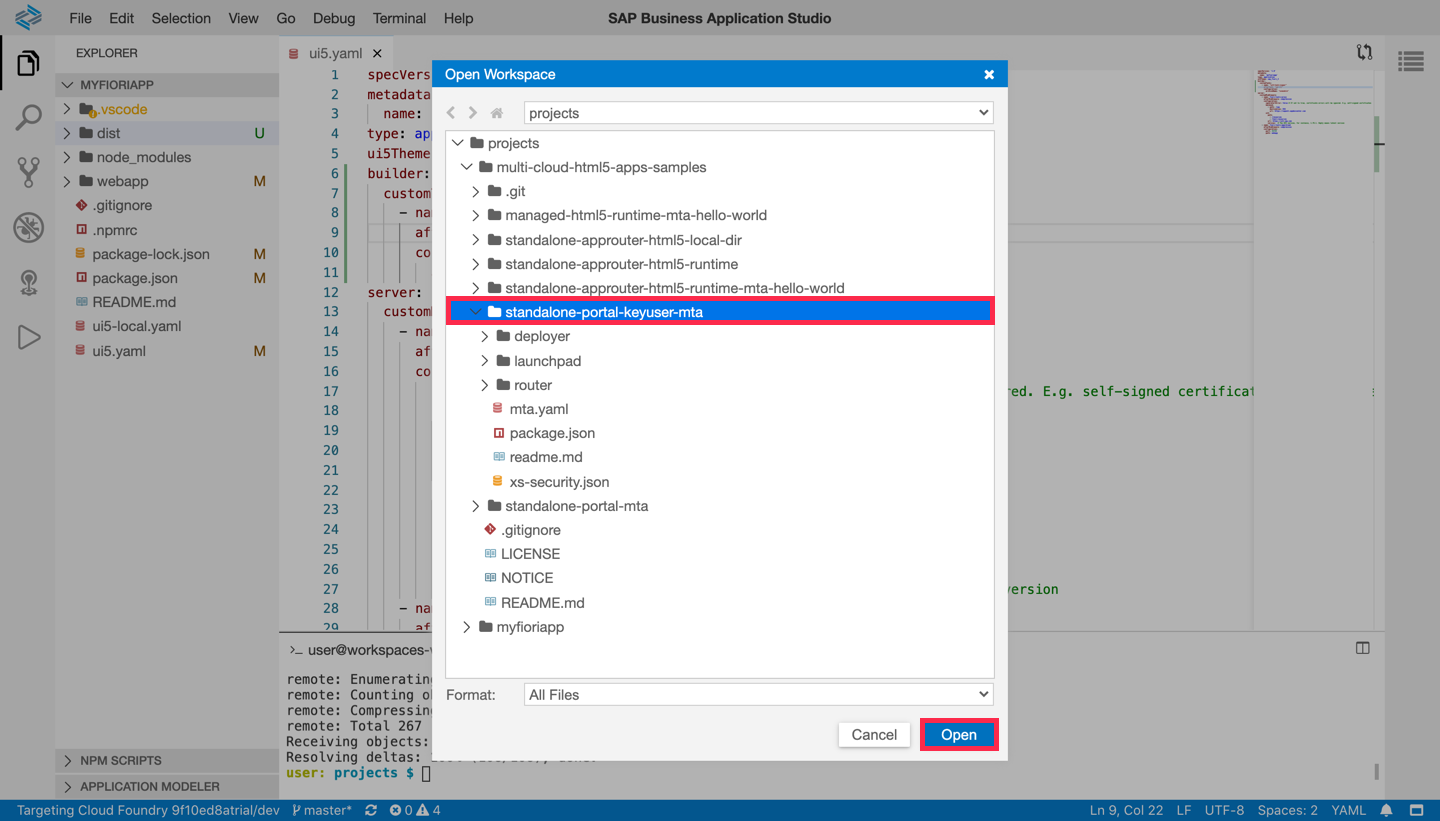 File Edit Selection View Go Debug Terminal Help
SAP Business Application Studio
EXPLORER
MYFIORIAPP
.vscode
dist U
node_modules
webapp M
.gitignore
.npmrc
package-lock.json M
package.json M
README.md
ui5-local.yaml
ui5.yaml M
NPM SCRIPTS
APPLICATION MODELER
ui5.yaml
1 specVers
2 metadata
3 name:
4 type: ap
5 ui5Theme
6 builder:
7 custom
8 - na
9 af
10 co
11
12 server:
13 custom
14 - na
15 af
16 co
17 red. E.g. self-signed certificat
18
19
20
21
22
23
24
25
26
27 version
28 - na
29 af
Open Workspace
projects
projects
multi-cloud-html5-apps-samples
.git
managed-html5-runtime-mta-hello-world
standalone-approuter-html5-local-dir
standalone-approuter-html5-runtime
standalone-approuter-html5-runtime-mta-hello-world
standalone-portal-keyuser-mta
deployer
launchpad
router
mta.yaml
package.json
readme.md
xs-security.json
standalone-portal-mta
.gitignore
LICENSE
NOTICE
README.md
myfioriapp
Format: All Files
Cancel Open
>_ user@workspaces-
remote: Enumerating
remote: Counting o
remote: Compressing
remote: Total 267
Receiving objects:
Resolving deltas:
user: projects $
Targeting Cloud Foundry 9f10ed8atrial/dev master* 0 4 Ln 9, Col 22 LF UTF-8 Spaces: 2 YAML